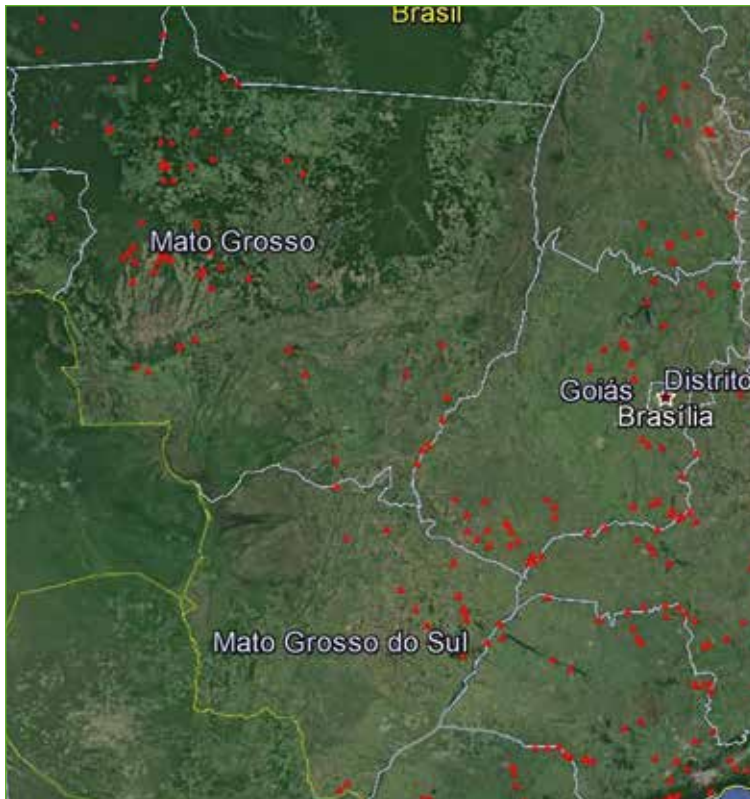 Brasil
Mato Grosso
Goiás
Distrito
Brasília
Mato Grosso do Sul